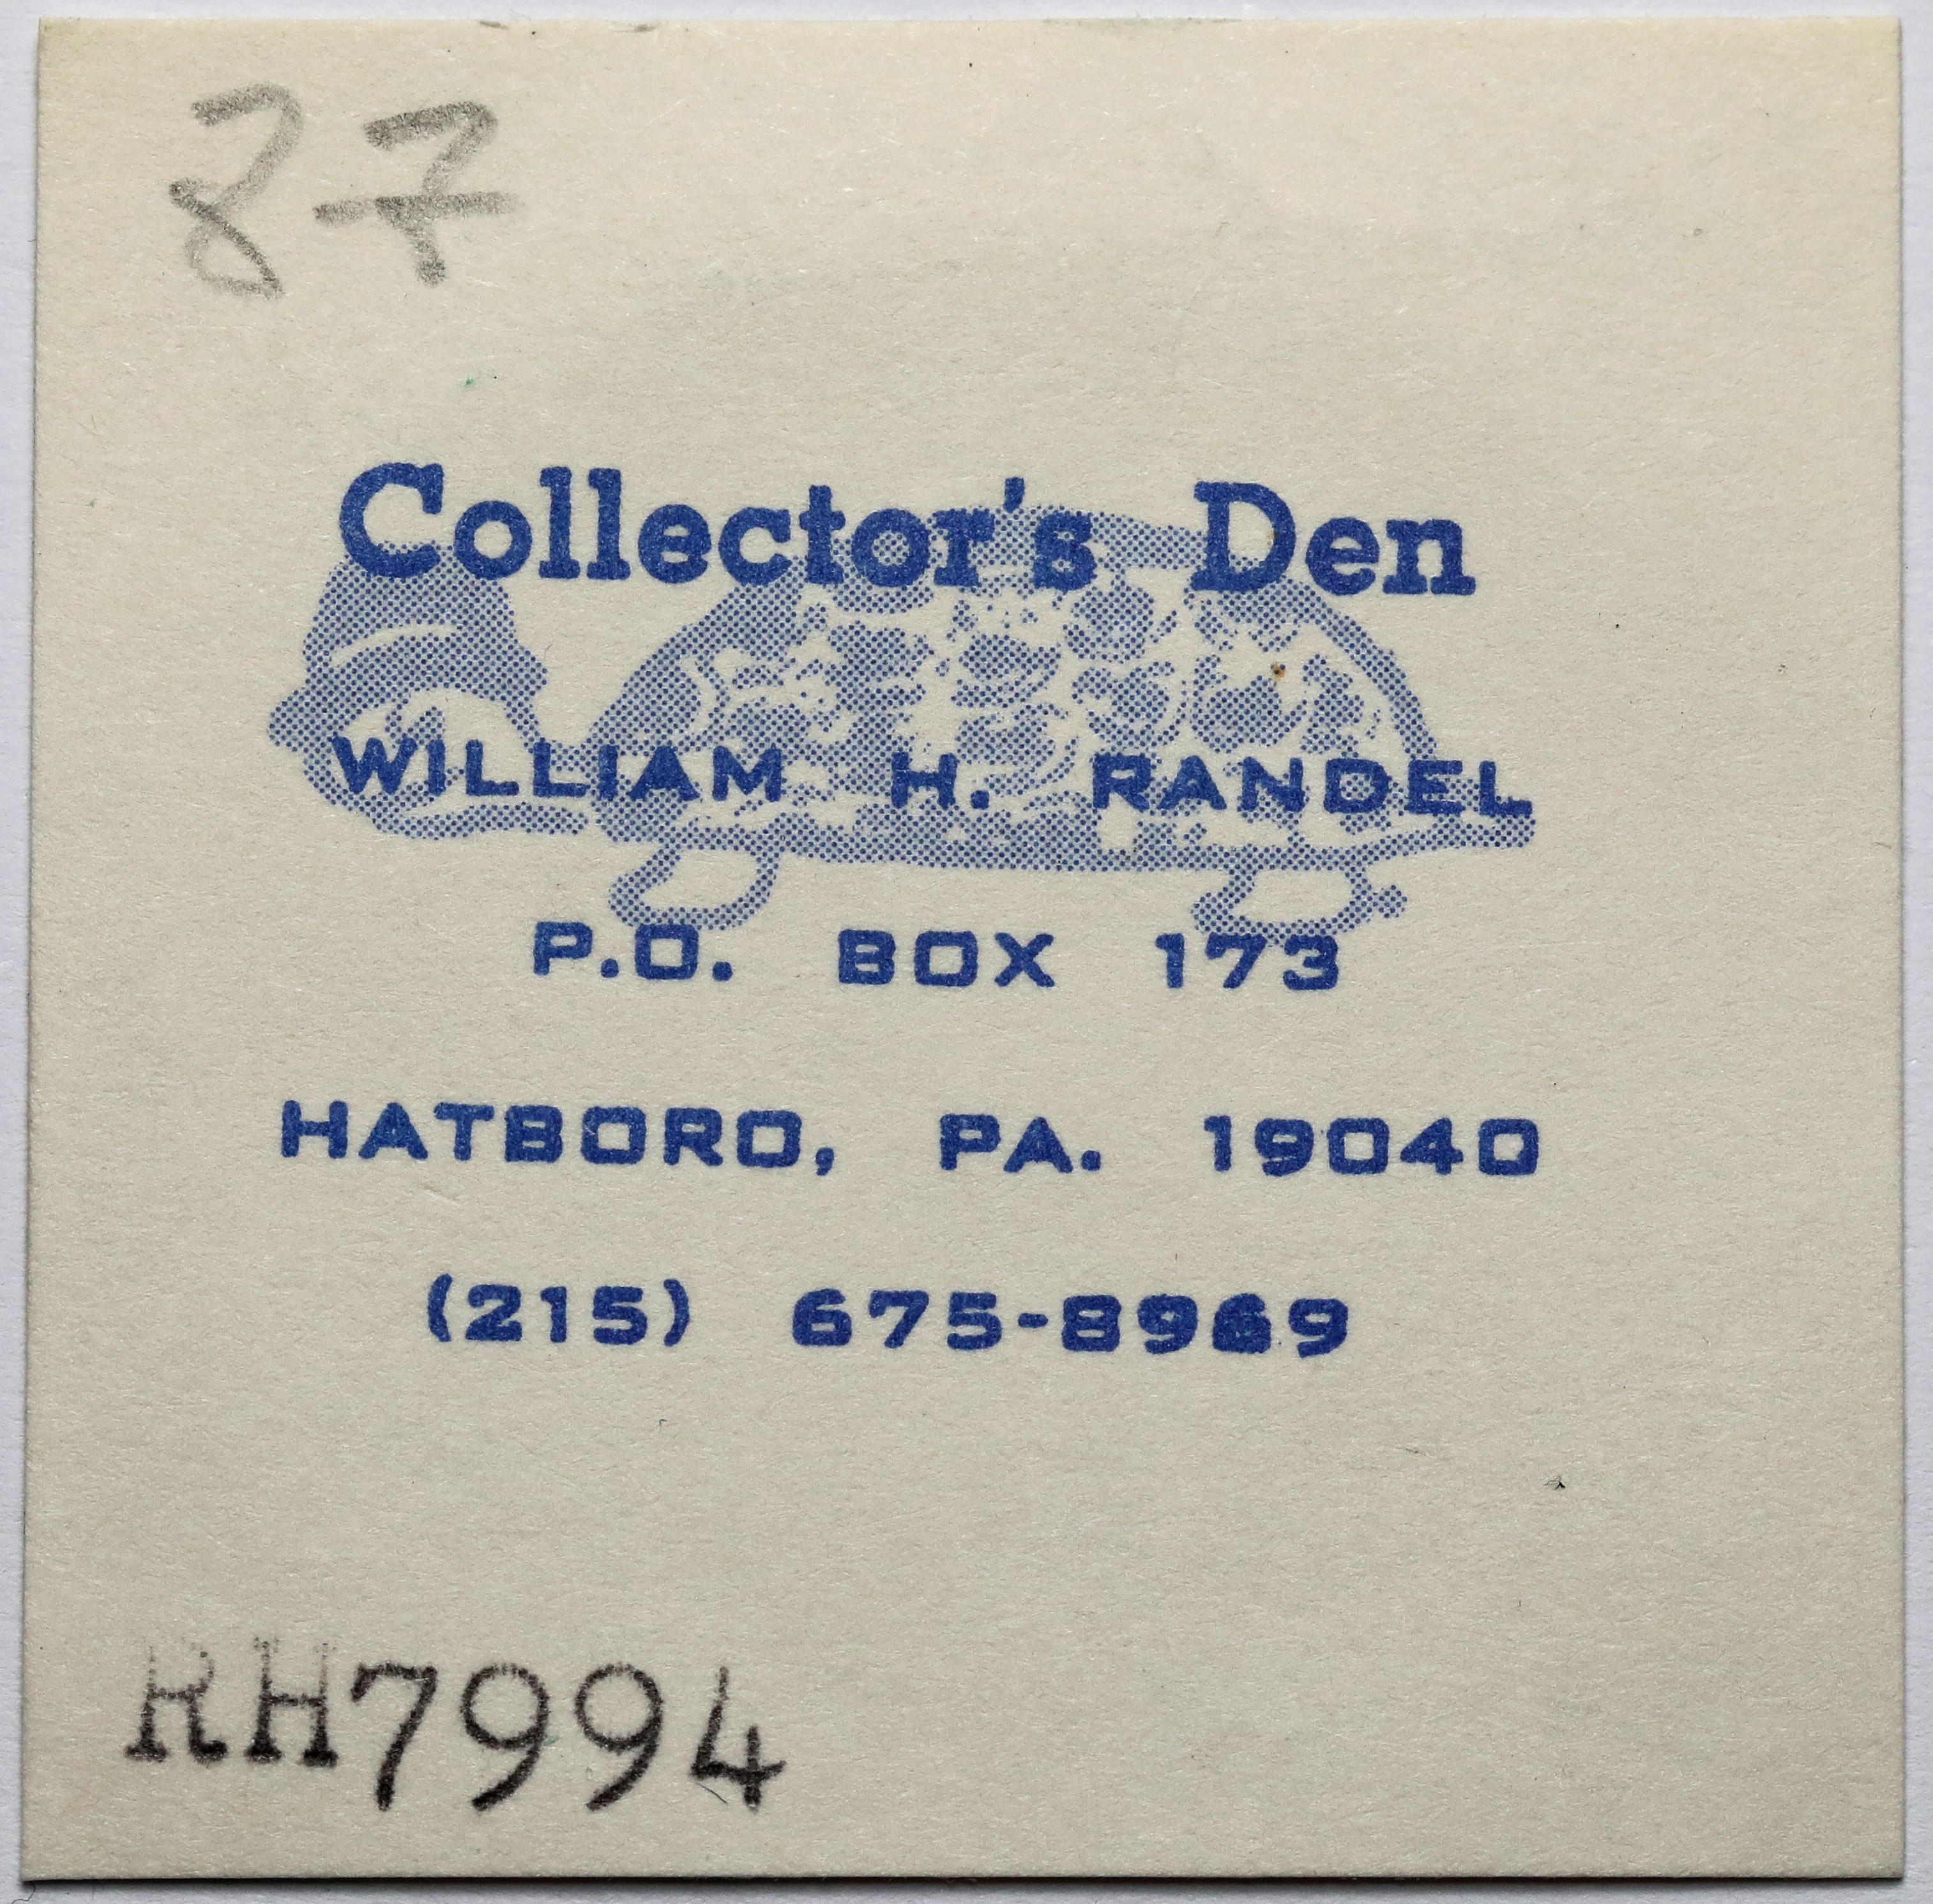 87
Collector's Den
WILLIAM H. RANDEL
P.O. BOX 173
HATBORO, PA. 19040
(215) 675-8969
RH7994